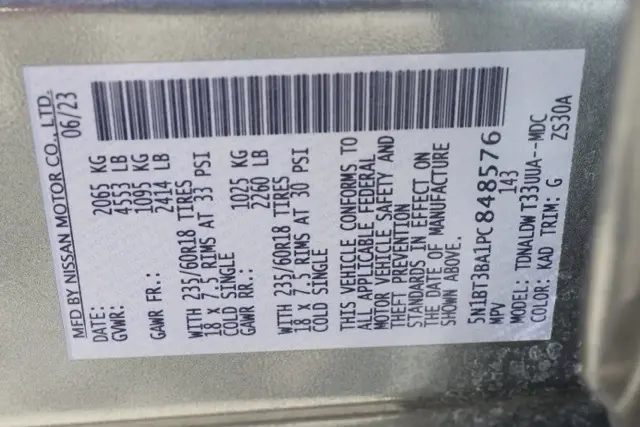 MFD BY NISSAN MOTOR CO., LTD.
DATE: 06/23
GVWR: 2065 KG
4553 LB
GAWR FR.: 1095 KG
2414 LB
WITH 235/60R18 TIRES
18 X 7.5 RIMS AT 33 PSI
COLD SINGLE
GAWR RR.: 1025 KG
2260 LB
WITH 235/60R18 TIRES
18 X 7.5 RIMS AT 30 PSI
COLD SINGLE
THIS VEHICLE CONFORMS TO
ALL APPLICABLE FEDERAL
MOTOR VEHICLE SAFETY AND
THEFT PREVENTION
STANDARDS IN EFFECT ON
THE DATE OF MANUFACTURE
SHOWN ABOVE.
5N1BT3BA1PC848576
MPV 143
MODEL: TDNALDW T33UUA--MDC
COLOR: KAD TRIM: G ZS30A